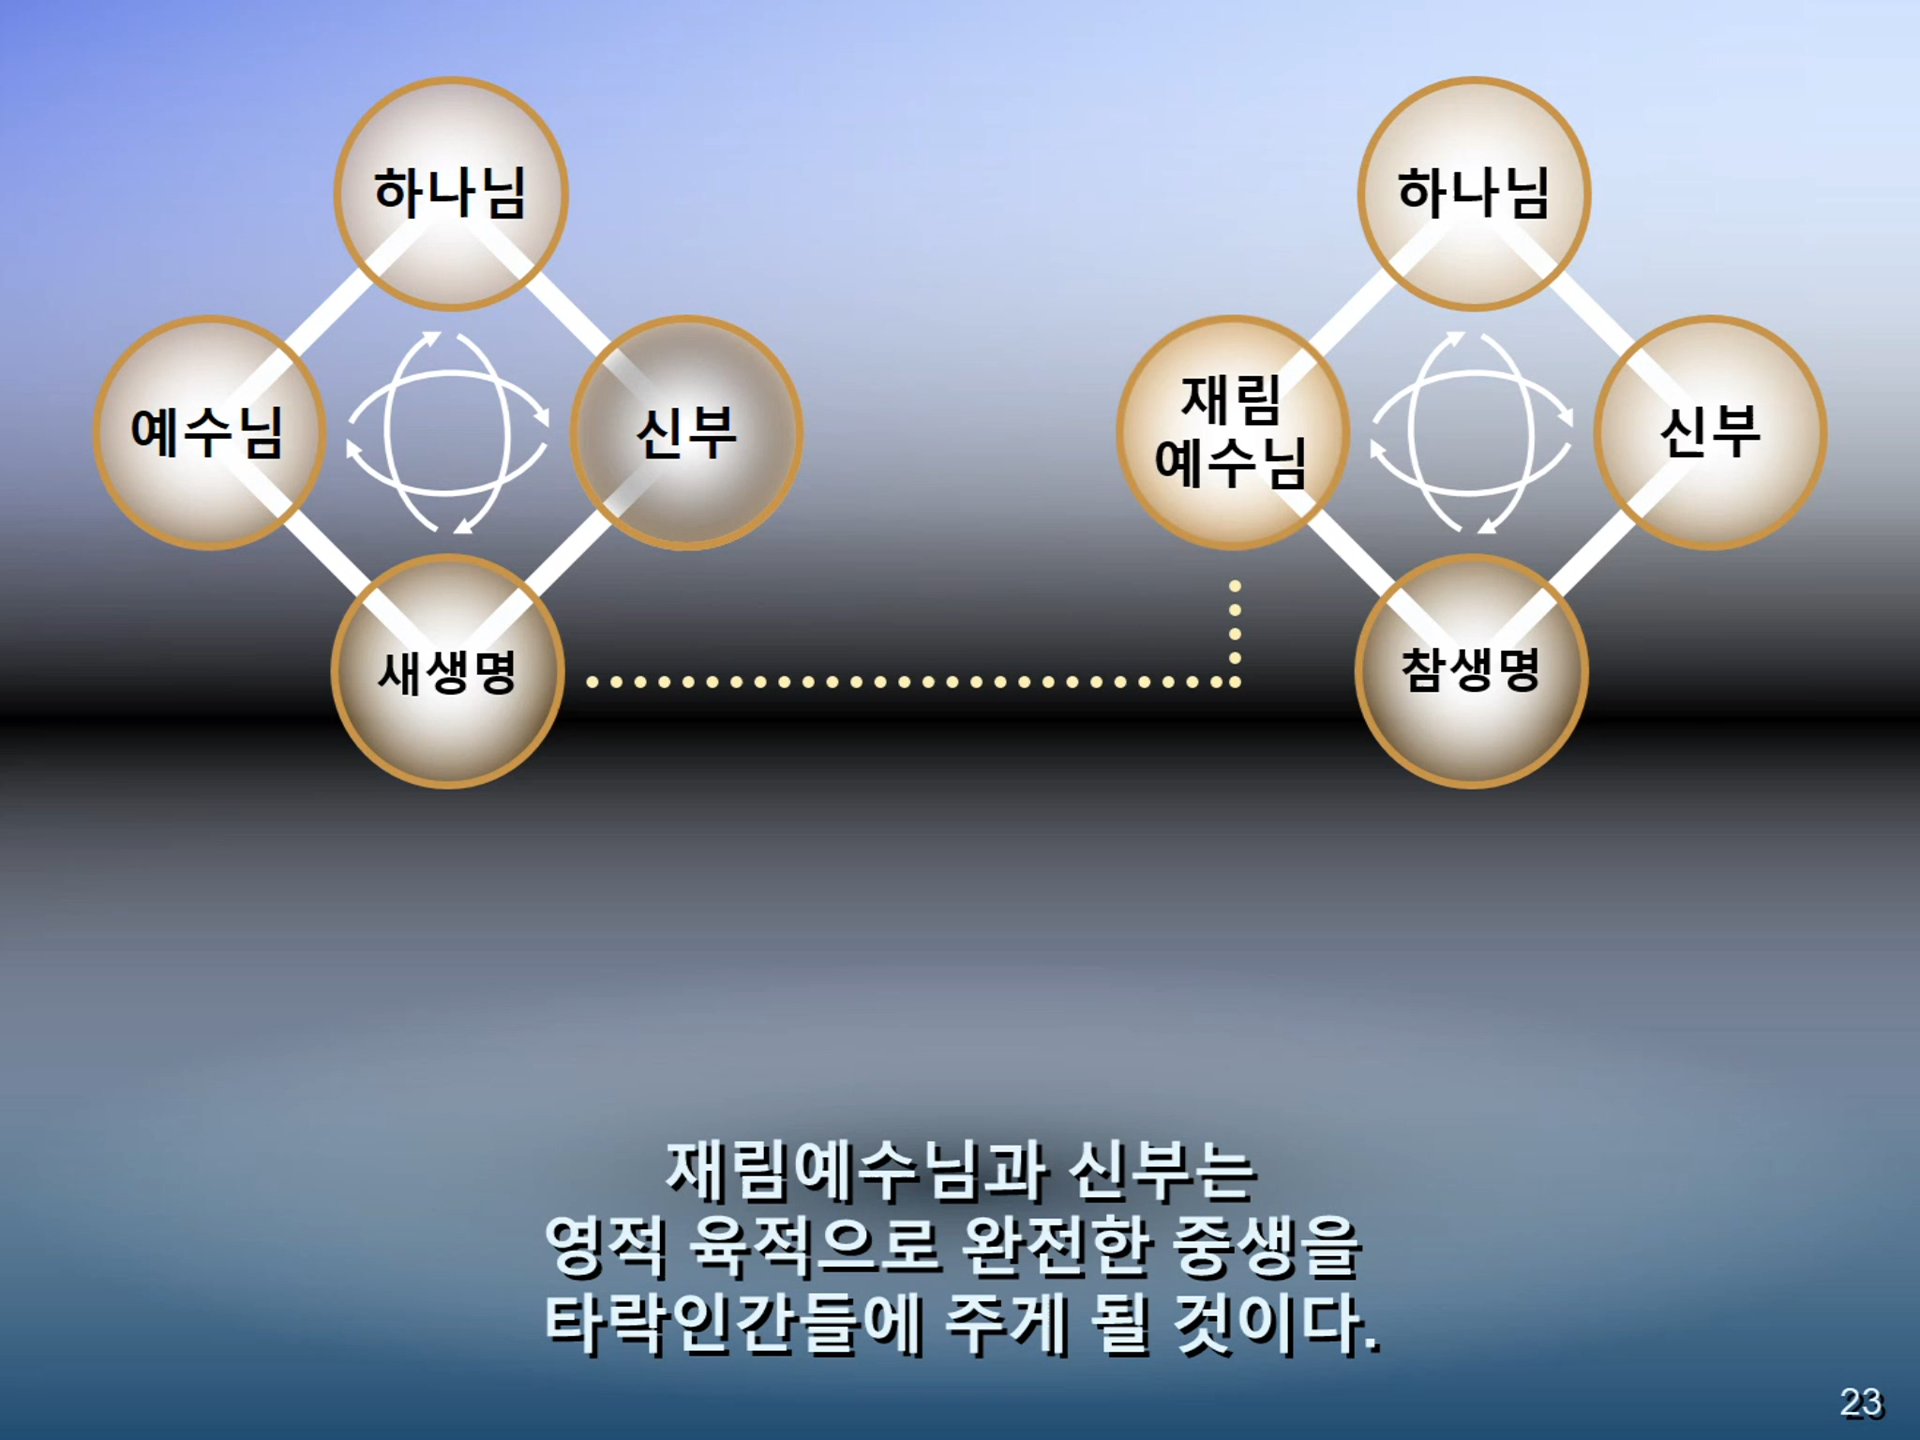 하나님
예수님
신부
새생명
하나님
재림
예수님
신부
참생명
재림예수님과 신부는
영적 육적으로 완전한 중생을
타락인간들에 주게 될 것이다.
23